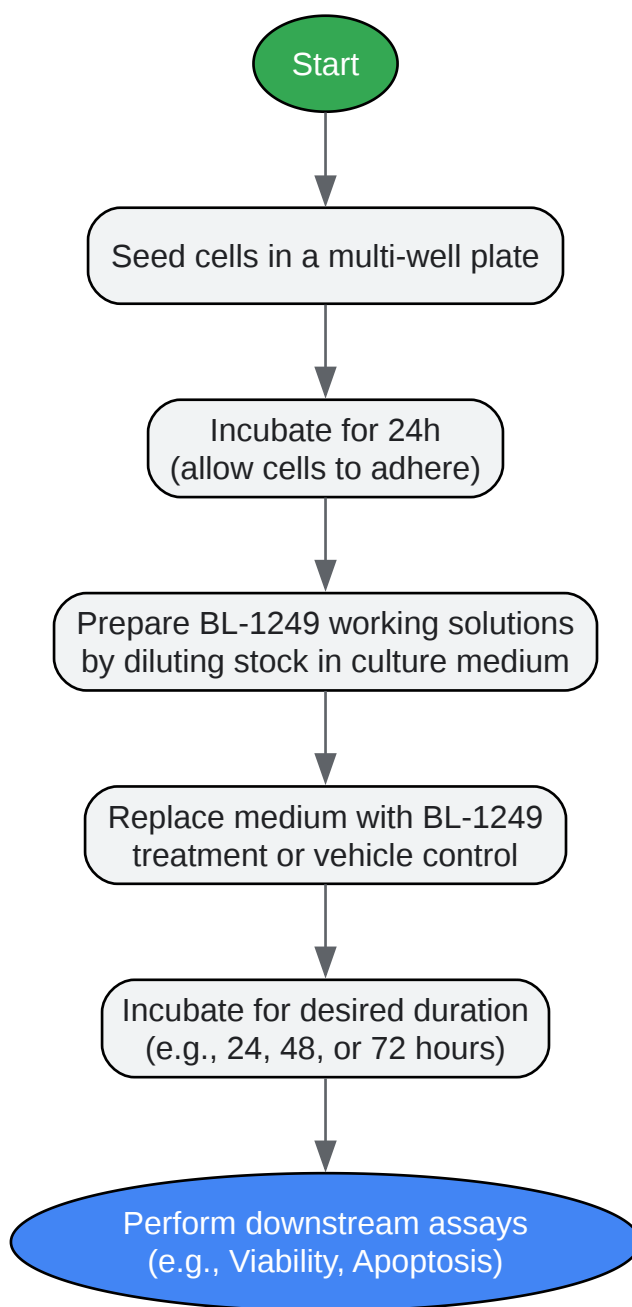 Start
Seed cells in a multi-well plate
Incubate for 24h
(allow cells to adhere)
Prepare BL-1249 working solutions
by diluting stock in culture medium
Replace medium with BL-1249
treatment or vehicle control
Incubate for desired duration
(e.g., 24, 48, or 72 hours)
Perform downstream assays
(e.g., Viability, Apoptosis)